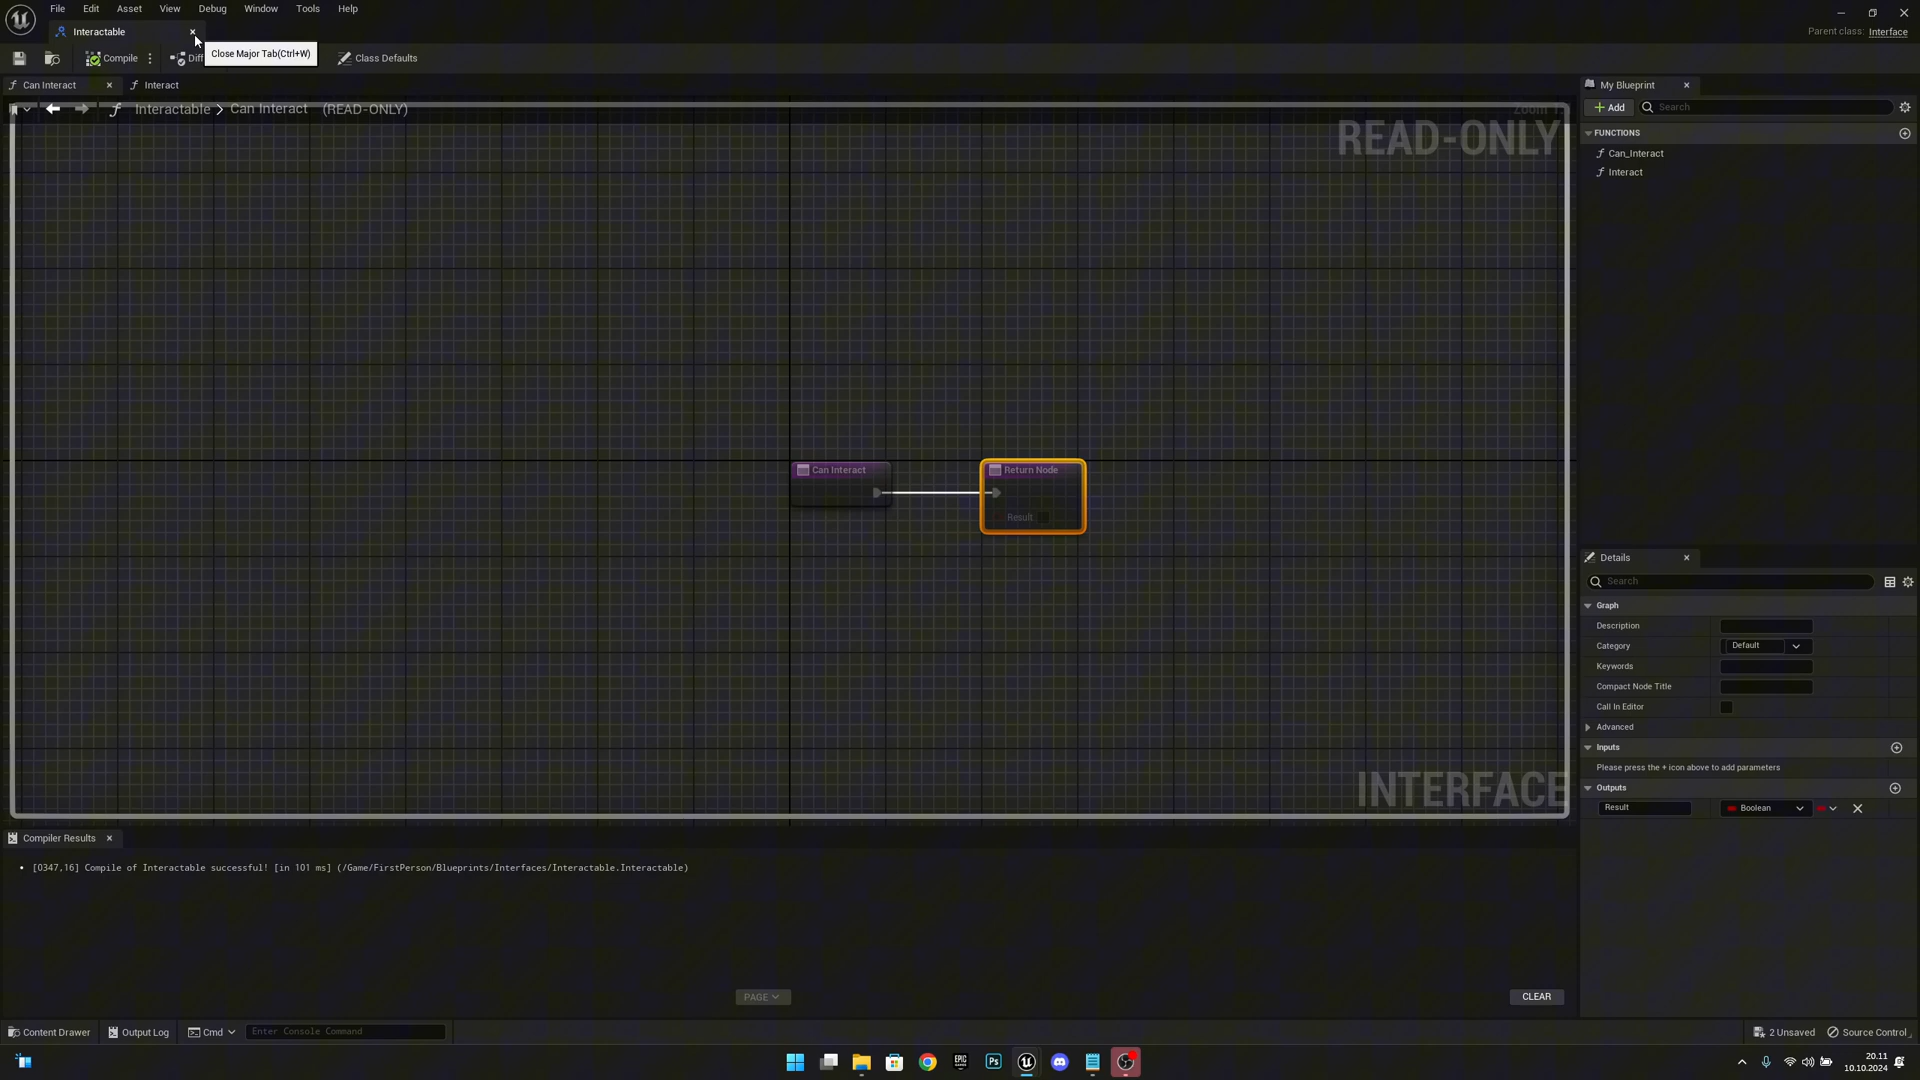 File Edit Asset View Debug Window Tools Help
Interactable
Parent class: Interface
Close Major Tab(Ctrl+W)
Compile Diff Class Defaults
Can Interact Interact
My Blueprint
Interactable > Can Interact (READ-ONLY)
Zoom
READ-ONLY
+ Add Search
FUNCTIONS
Can_Interact
Interact
Can Interact
Return Node
Result
INTERFACE
Details
Search
Graph
Description
Category Default
Keywords
Compact Node Title
Call In Editor
Advanced
Inputs
Please press the + icon above to add parameters
Outputs
Result Boolean
Compiler Results
• [0347,16] Compile of Interactable successful! [in 101 ms] (/Game/FirstPerson/Blueprints/Interfaces/Interactable.Interactable)
PAGE
CLEAR
Content Drawer Output Log Cmd Enter Console Command
2 Unsaved Source Control
EPIC GAMES
Ps
20.11
10.10.2024